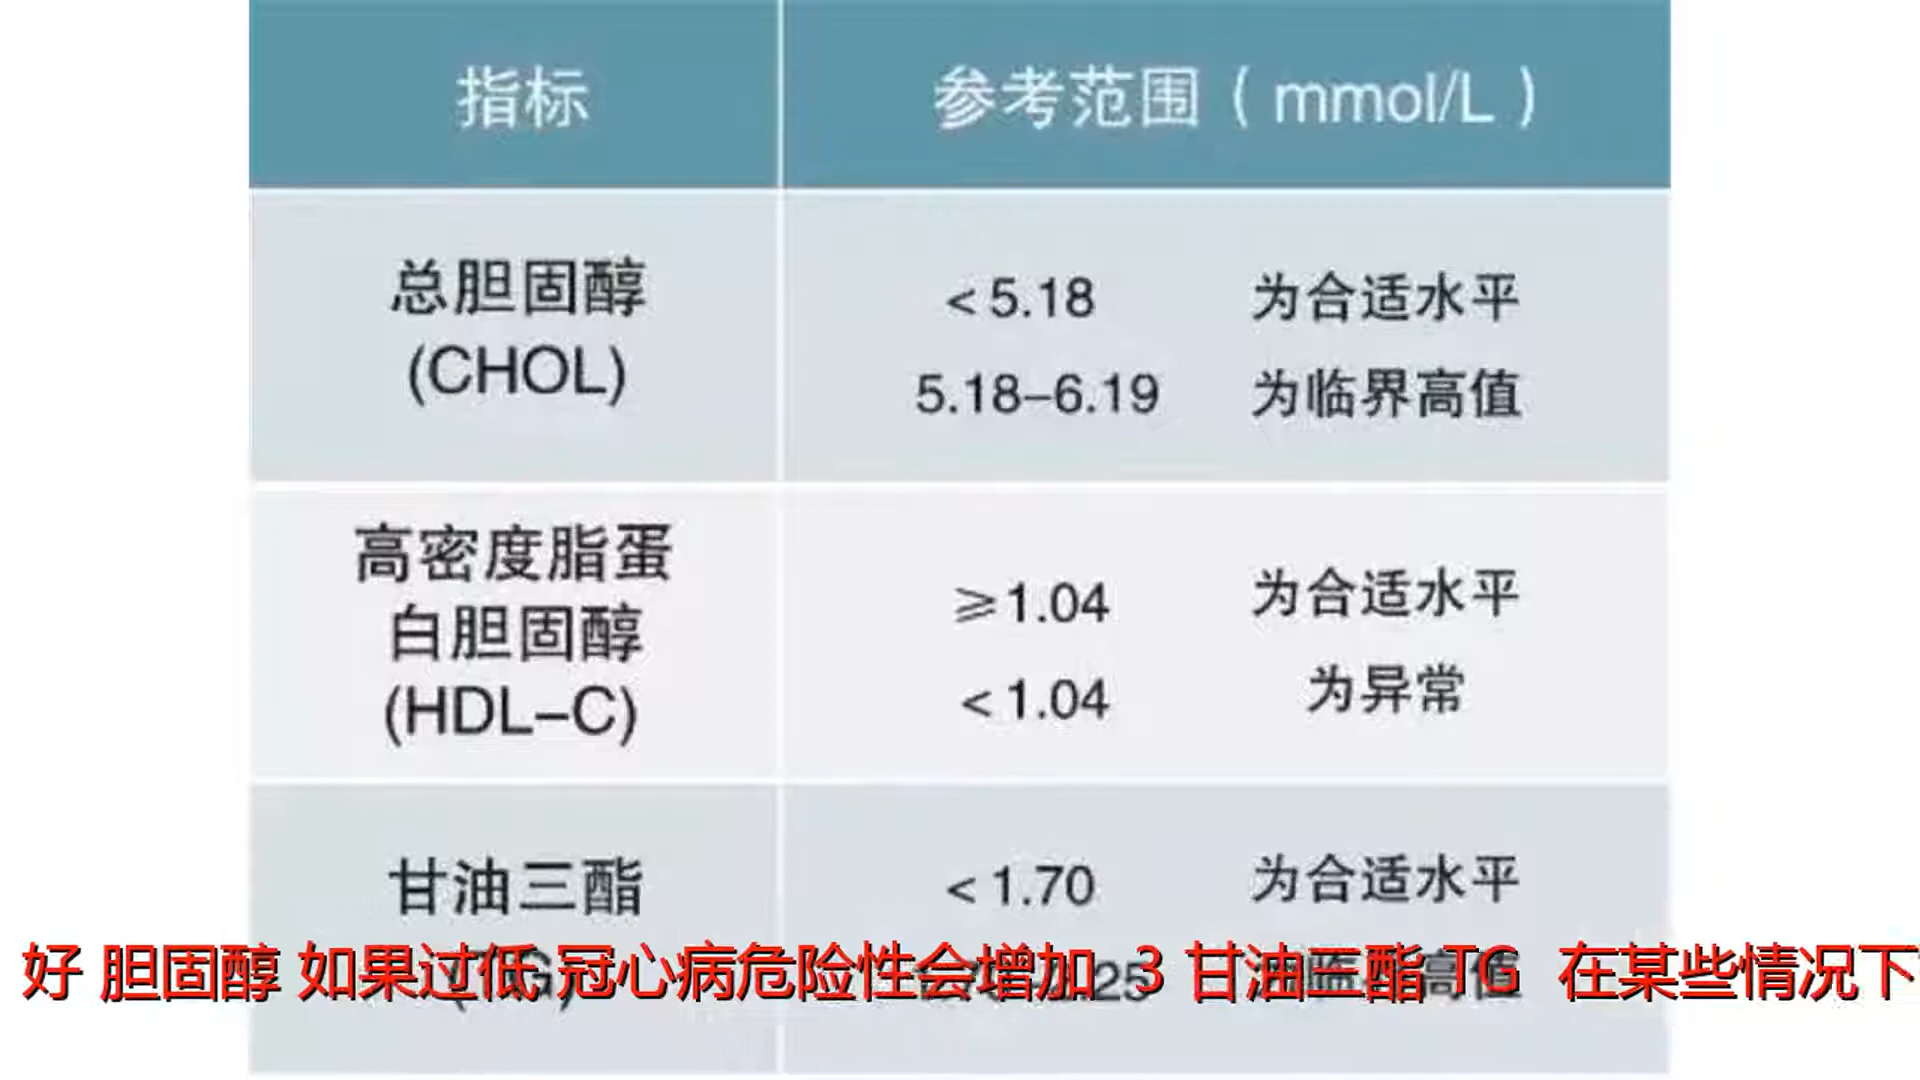 指标
参考范围（mmol/L）
总胆固醇
(CHOL)
<5.18 为合适水平
5.18–6.19 为临界高值
高密度脂蛋
白胆固醇
(HDL–C)
≥1.04 为合适水平
<1.04 为异常
甘油三酯
<1.70 为合适水平
好 胆固醇 如果过低 冠心病危险性会增加 3 甘油三酯 TG 在某些情况下